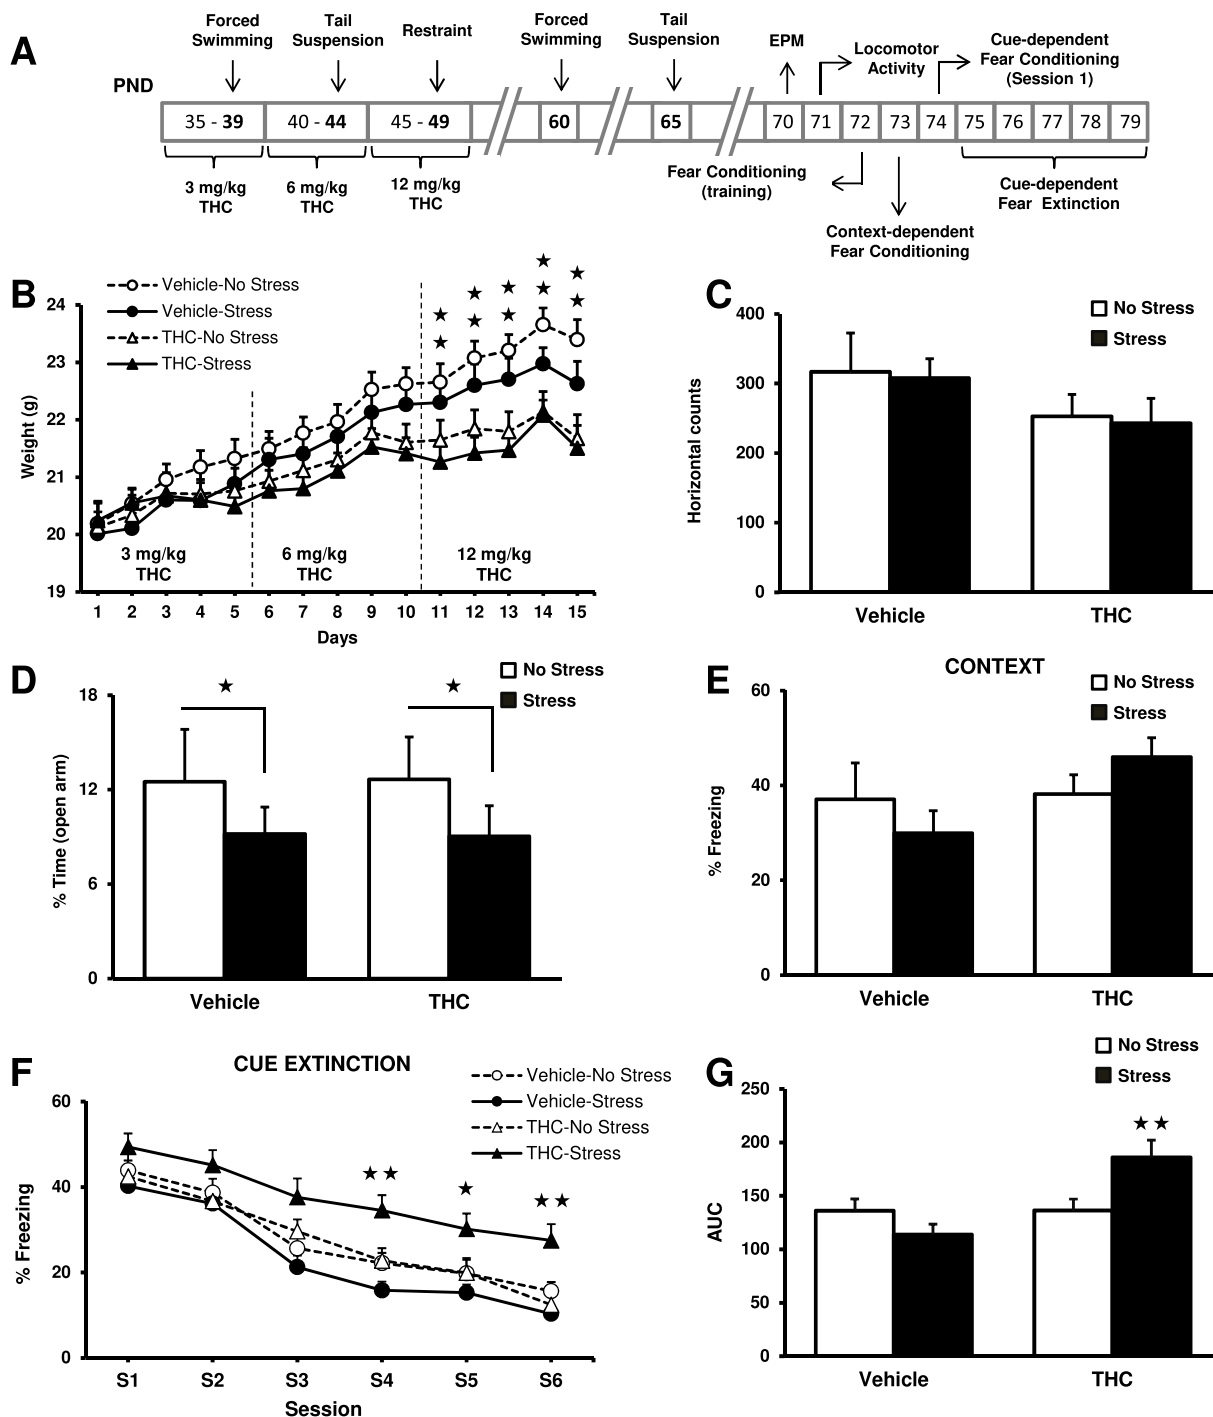 A
Forced
Swimming
Tail
Suspension
Restraint
Forced
Swimming
Tail
Suspension
EPM
Locomotor
Activity
Cue-dependent
Fear Conditioning
(Session 1)
PND
35 - 39
40 - 44
45 - 49
60
65
70
71
72
73
74
75
76
77
78
79
3 mg/kg
THC
6 mg/kg
THC
12 mg/kg
THC
Fear Conditioning
(training)
Context-dependent
Fear Conditioning
Cue-dependent
Fear Extinction
B
Vehicle-No Stress
Vehicle-Stress
THC-No Stress
THC-Stress
Weight (g)
24
23
22
21
20
19
3 mg/kg
THC
6 mg/kg
THC
12 mg/kg
THC
1 2 3 4 5 6 7 8 9 10 11 12 13 14 15
Days
C
No Stress
Stress
Horizontal counts
400
300
200
100
0
Vehicle THC
D
No Stress
Stress
% Time (open arm)
18
12
6
0
Vehicle THC
E
CONTEXT
No Stress
Stress
% Freezing
60
40
20
0
Vehicle THC
F
CUE EXTINCTION
Vehicle-No Stress
Vehicle-Stress
THC-No Stress
THC-Stress
% Freezing
60
40
20
0
S1 S2 S3 S4 S5 S6
Session
G
No Stress
Stress
AUC
250
200
150
100
50
0
Vehicle THC